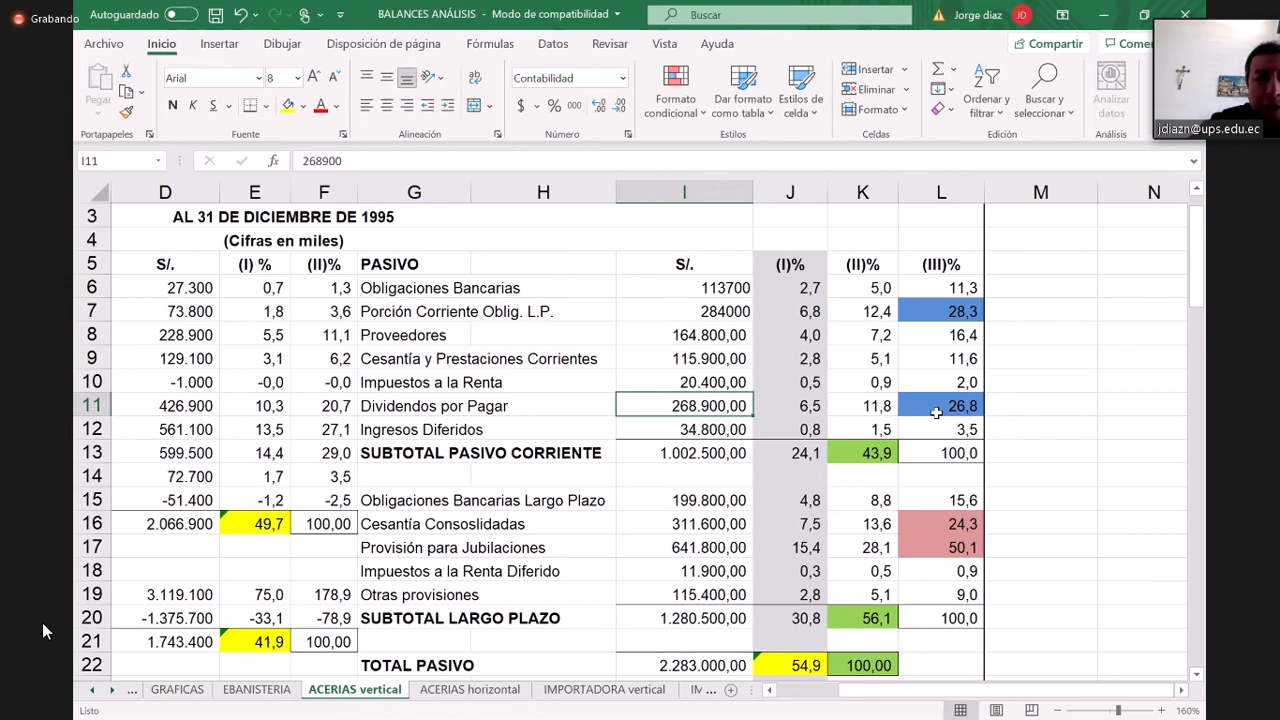 Grabando
Autoguardado
BALANCES ANÁLISIS - Modo de compatibilidad
Buscar
Jorge diaz
JD
Archivo Inicio Insertar Dibujar Disposición de página Fórmulas Datos Revisar Vista Ayuda Compartir Comen
Pegar
Arial 8
N K S
Contabilidad
$ % 000
Formato condicional
Dar formato como tabla
Estilos de celda
Insertar
Eliminar
Formato
Ordenar y filtrar
Buscar y seleccionar
Analizar datos
jdiazn@ups.edu.ec
Portapapeles Fuente Alineación Número Estilos Celdas Edición Análisis
I11 fx 268900
D E F G H I J K L M N
3 AL 31 DE DICIEMBRE DE 1995
4 (Cifras en miles)
5 S/. (I) % (II)% PASIVO S/. (I)% (II)% (III)%
6 27.300 0,7 1,3 Obligaciones Bancarias 113700 2,7 5,0 11,3
7 73.800 1,8 3,6 Porción Corriente Oblig. L.P. 284000 6,8 12,4 28,3
8 228.900 5,5 11,1 Proveedores 164.800,00 4,0 7,2 16,4
9 129.100 3,1 6,2 Cesantía y Prestaciones Corrientes 115.900,00 2,8 5,1 11,6
10 -1.000 -0,0 -0,0 Impuestos a la Renta 20.400,00 0,5 0,9 2,0
11 426.900 10,3 20,7 Dividendos por Pagar 268.900,00 6,5 11,8 26,8
12 561.100 13,5 27,1 Ingresos Diferidos 34.800,00 0,8 1,5 3,5
13 599.500 14,4 29,0 SUBTOTAL PASIVO CORRIENTE 1.002.500,00 24,1 43,9 100,0
14 72.700 1,7 3,5
15 -51.400 -1,2 -2,5 Obligaciones Bancarias Largo Plazo 199.800,00 4,8 8,8 15,6
16 2.066.900 49,7 100,00 Cesantía Consoslidadas 311.600,00 7,5 13,6 24,3
17 Provisión para Jubilaciones 641.800,00 15,4 28,1 50,1
18 Impuestos a la Renta Diferido 11.900,00 0,3 0,5 0,9
19 3.119.100 75,0 178,9 Otras provisiones 115.400,00 2,8 5,1 9,0
20 -1.375.700 -33,1 -78,9 SUBTOTAL LARGO PLAZO 1.280.500,00 30,8 56,1 100,0
21 1.743.400 41,9 100,00
22 TOTAL PASIVO 2.283.000,00 54,9 100,00
... GRAFICAS EBANISTERIA ACERIAS vertical ACERIAS horizontal IMPORTADORA vertical IM ...
Listo 160%